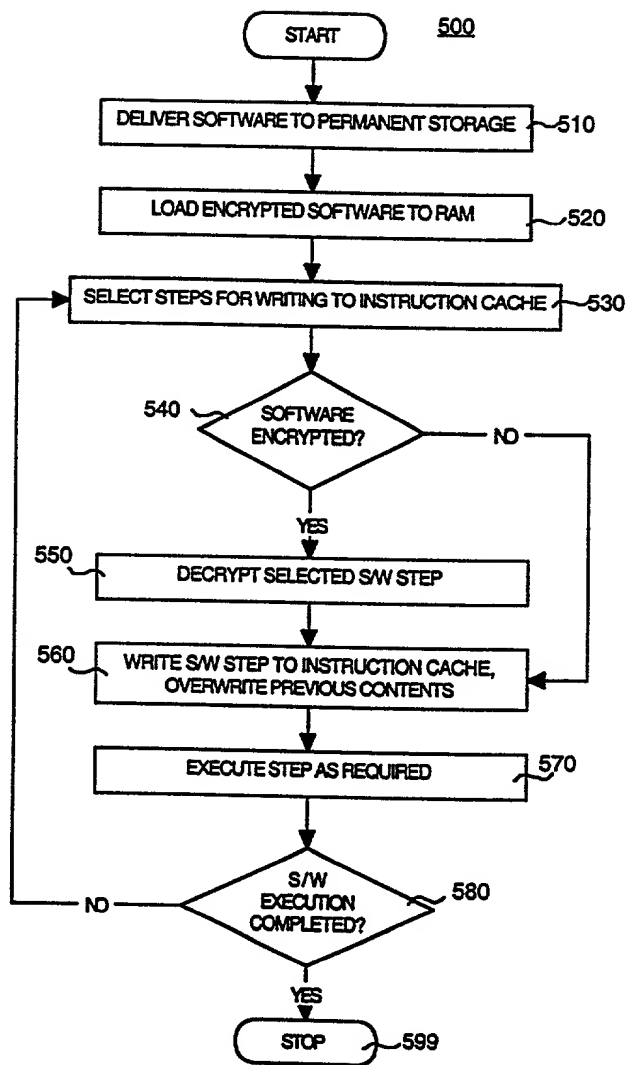 START
500
DELIVER SOFTWARE TO PERMANENT STORAGE
510
LOAD ENCRYPTED SOFTWARE TO RAM
520
SELECT STEPS FOR WRITING TO INSTRUCTION CACHE
530
540
SOFTWARE
ENCRYPTED?
NO
YES
550
DECRYPT SELECTED S/W STEP
560
WRITE S/W STEP TO INSTRUCTION CACHE,
OVERWRITE PREVIOUS CONTENTS
EXECUTE STEP AS REQUIRED
570
S/W
EXECUTION
COMPLETED?
580
NO
YES
STOP
599